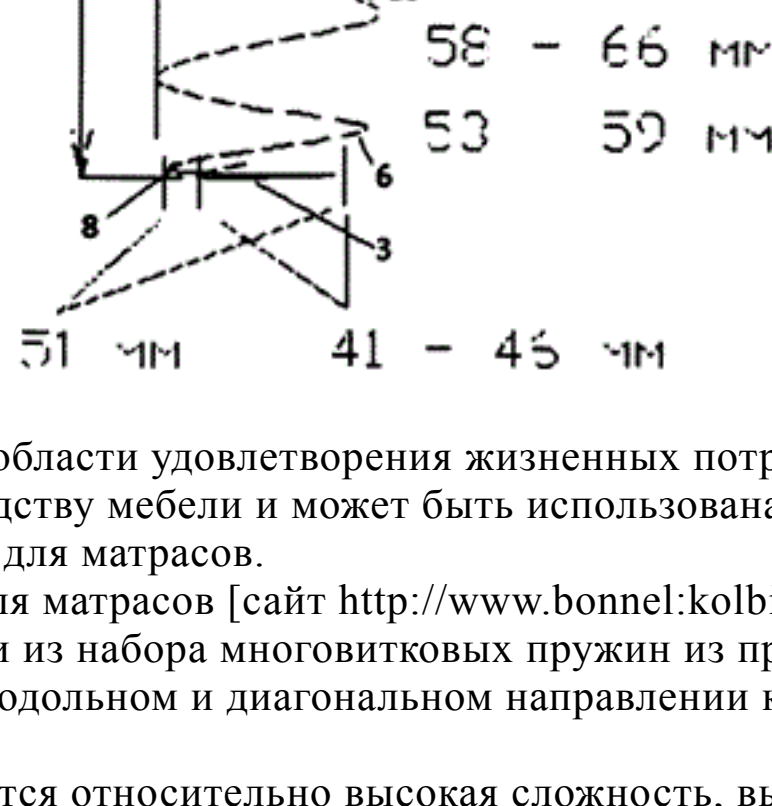 58 - 66 мм
53 59 мм
6
8
3
51 мм 41 - 45 мм
области удовлетворения жизненных потр
дству мебели и может быть использована
для матрасов.
ля матрасов [сайт http://www.bonnel:kolbi
и из набора многовитковых пружин из пр
одольном и диагональном направлении к
тся относительно высокая сложность, вы